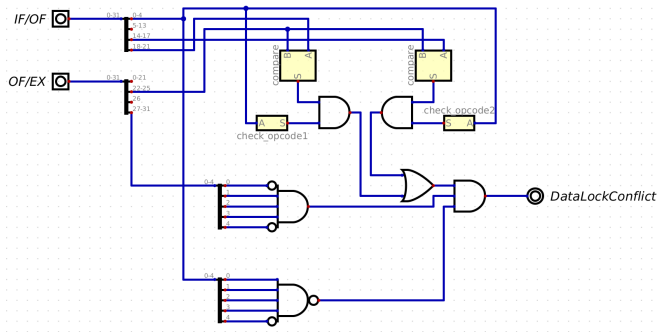 IF/OF
0-31
0-4
5-13
14-17
18-21
OF/EX
0-31
0-21
22-25
26
27-31
compare
B
A
S
compare
B
A
S
A
S
check_opcode1
check_opcode2
S
A
0-4
0
1
2
3
4
DataLockConflict
0-4
0
1
2
3
4